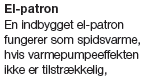 El-patron
En indbygget el-patron
fungerer som spidsvarme,
hvis varmepumpeeffekten
ikke er tilstrækkelig,